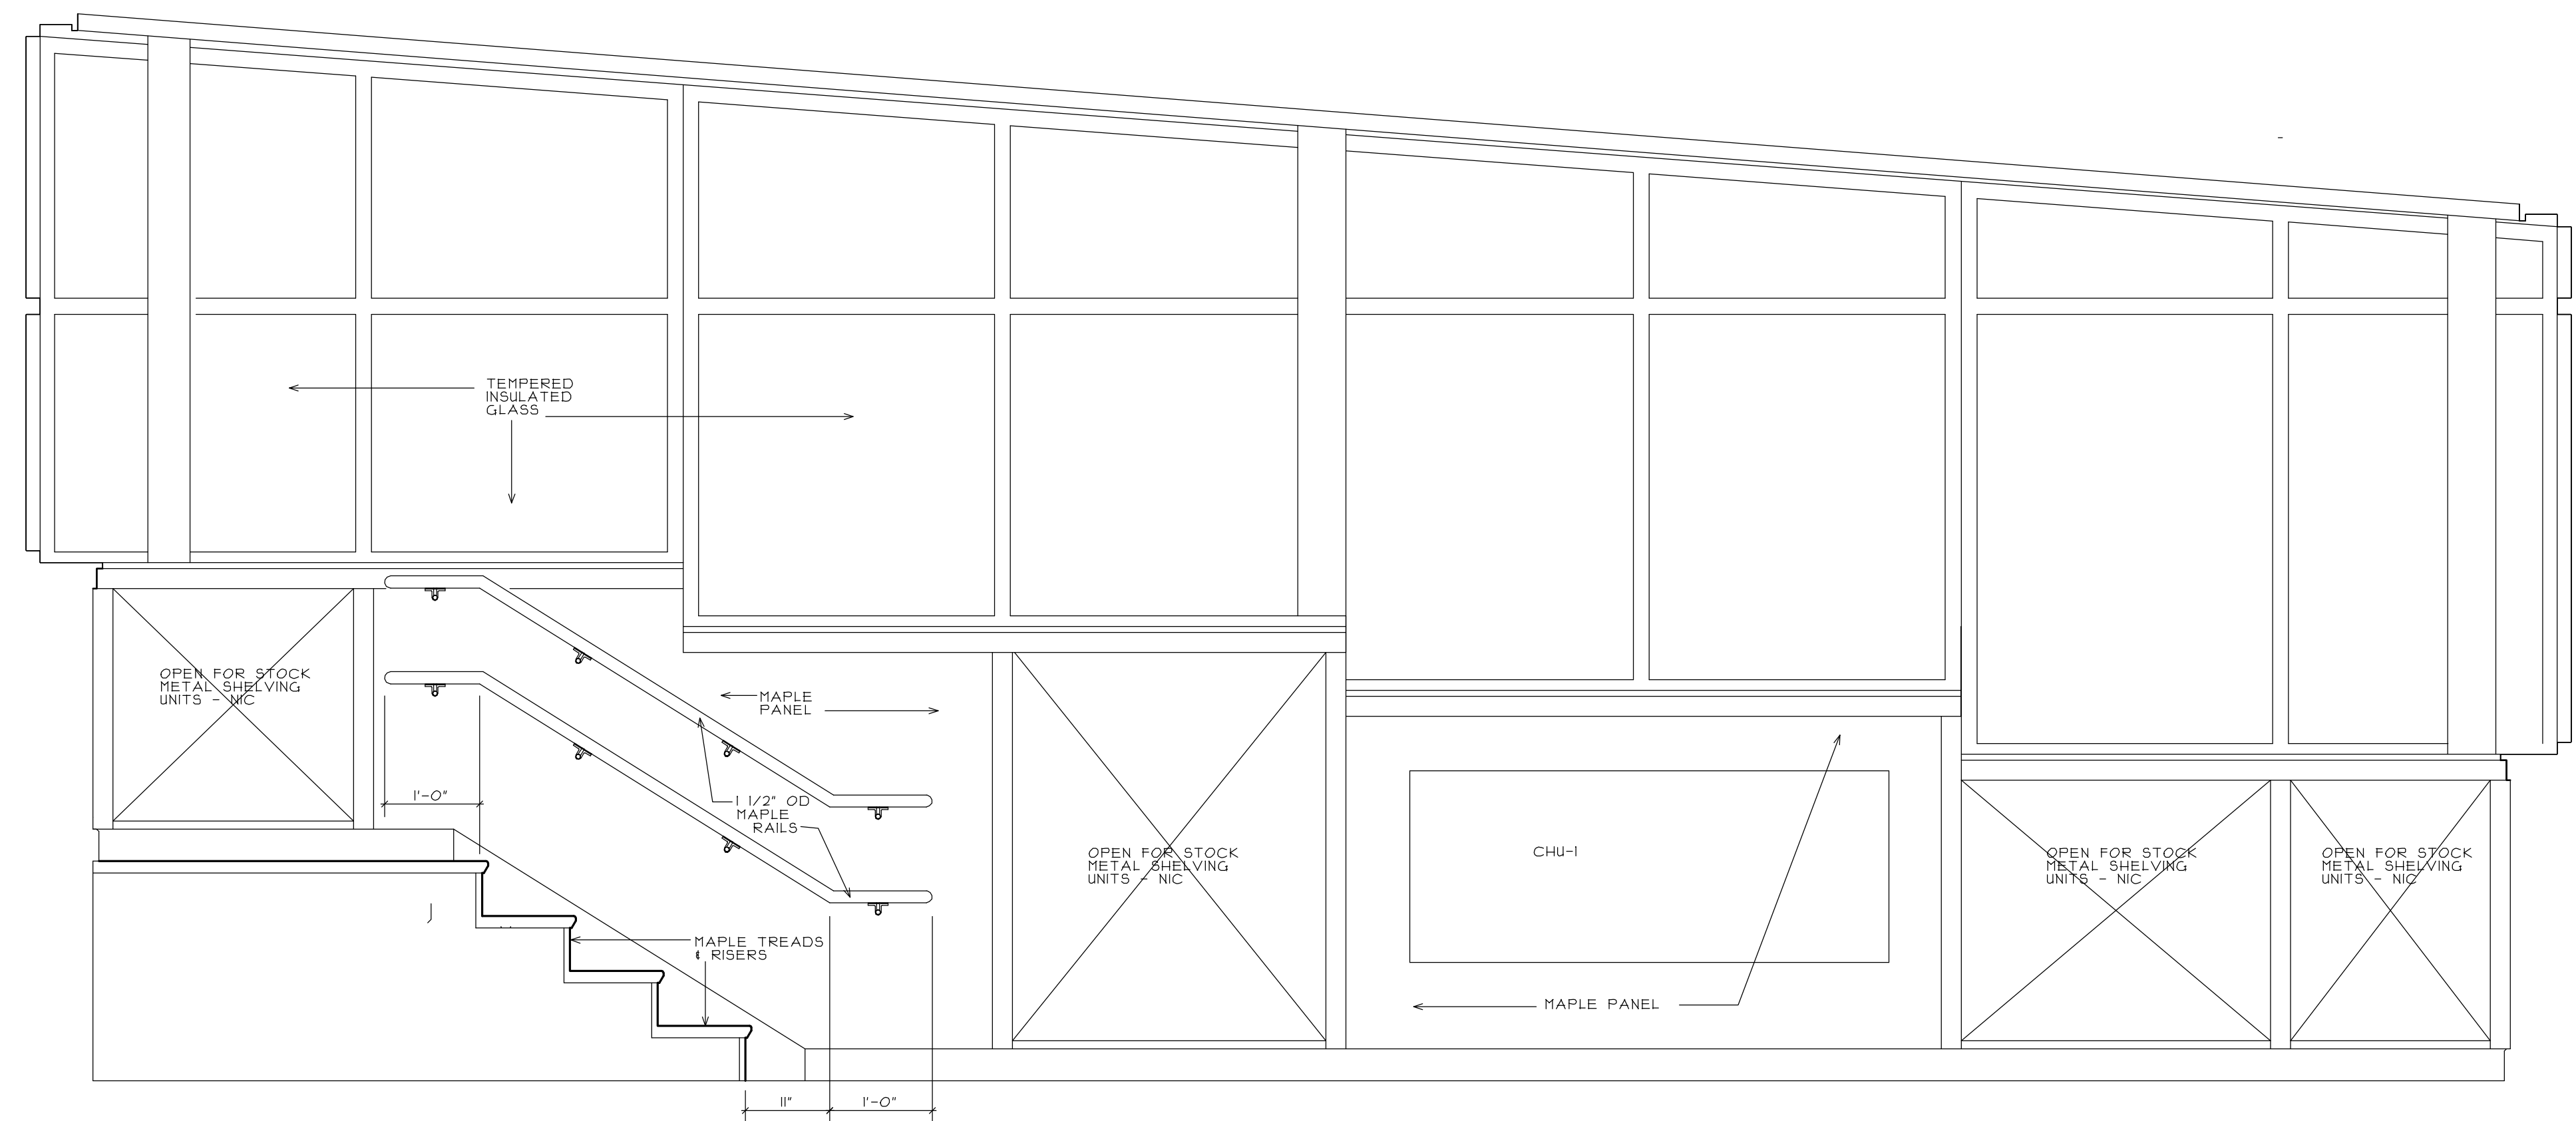 TEMPERED
INSULATED
GLASS
OPEN FOR STOCK
METAL SHELVING
UNITS - NIC
MAPLE
PANEL
1'-0"
1 1/2" OD
MAPLE
RAILS
OPEN FOR STOCK
METAL SHELVING
UNITS - NIC
CHU-1
OPEN FOR STOCK
METAL SHELVING
UNITS - NIC
OPEN FOR STOCK
METAL SHELVING
UNITS - NIC
MAPLE TREADS
& RISERS
MAPLE PANEL
11"
1'-0"